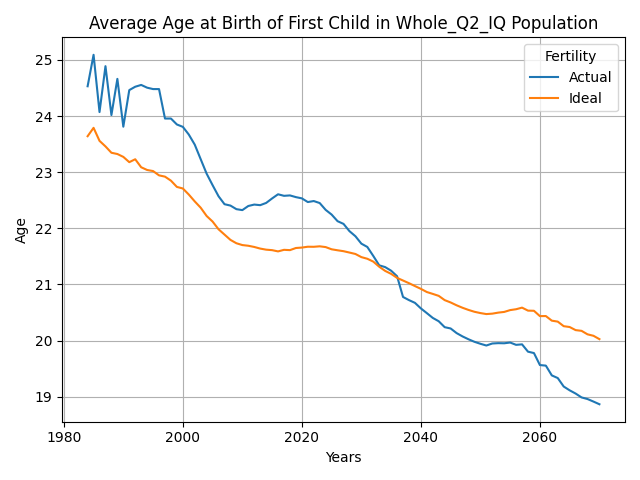 Average Age at Birth of First Child in Whole_Q2_IQ Population
Fertility
Actual
Ideal
25
24
23
22
21
20
19
Age
1980
2000
2020
2040
2060
Years